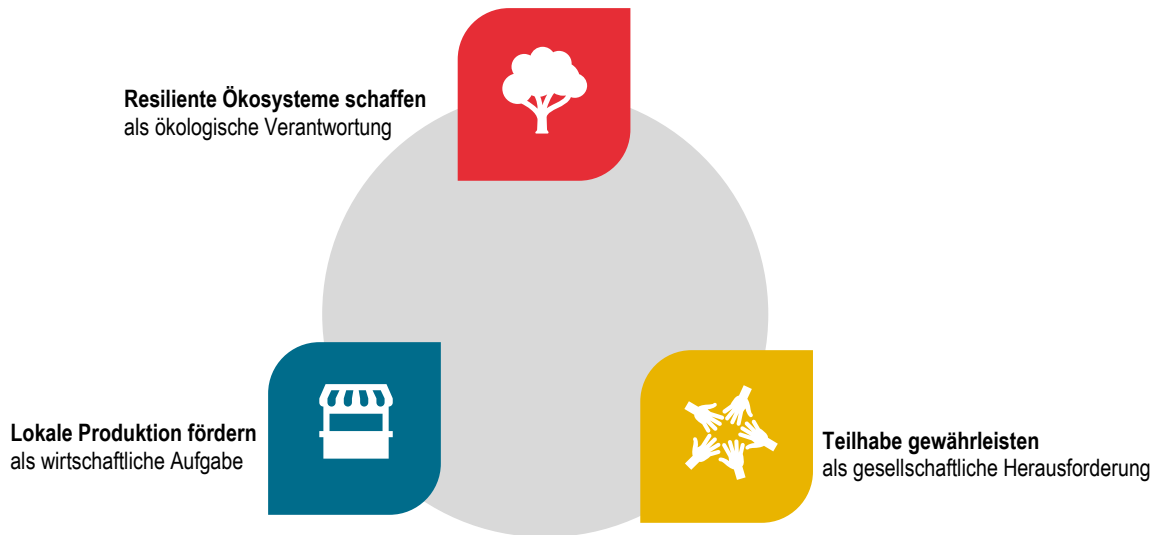 Resiliente Ökosysteme schaffen
als ökologische Verantwortung
Lokale Produktion fördern
als wirtschaftliche Aufgabe
Teilhabe gewährleisten
als gesellschaftliche Herausforderung